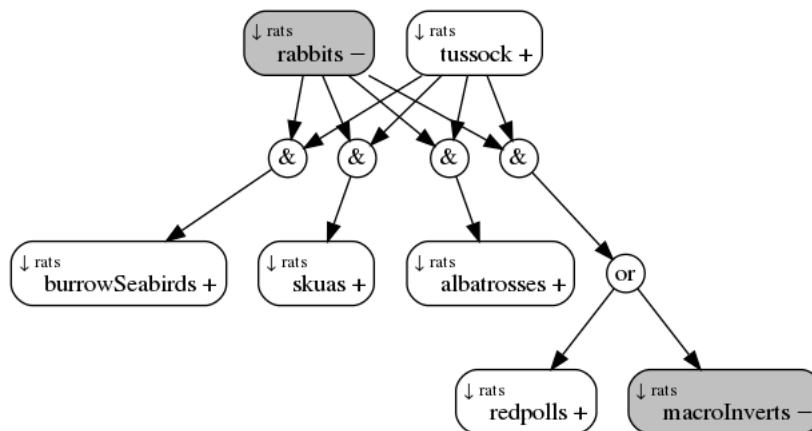 ↓ rats
rabbits −
↓ rats
tussock +
&
&
&
&
↓ rats
burrowSeabirds +
↓ rats
skuas +
↓ rats
albatrosses +
or
↓ rats
redpolls +
↓ rats
macroInverts −